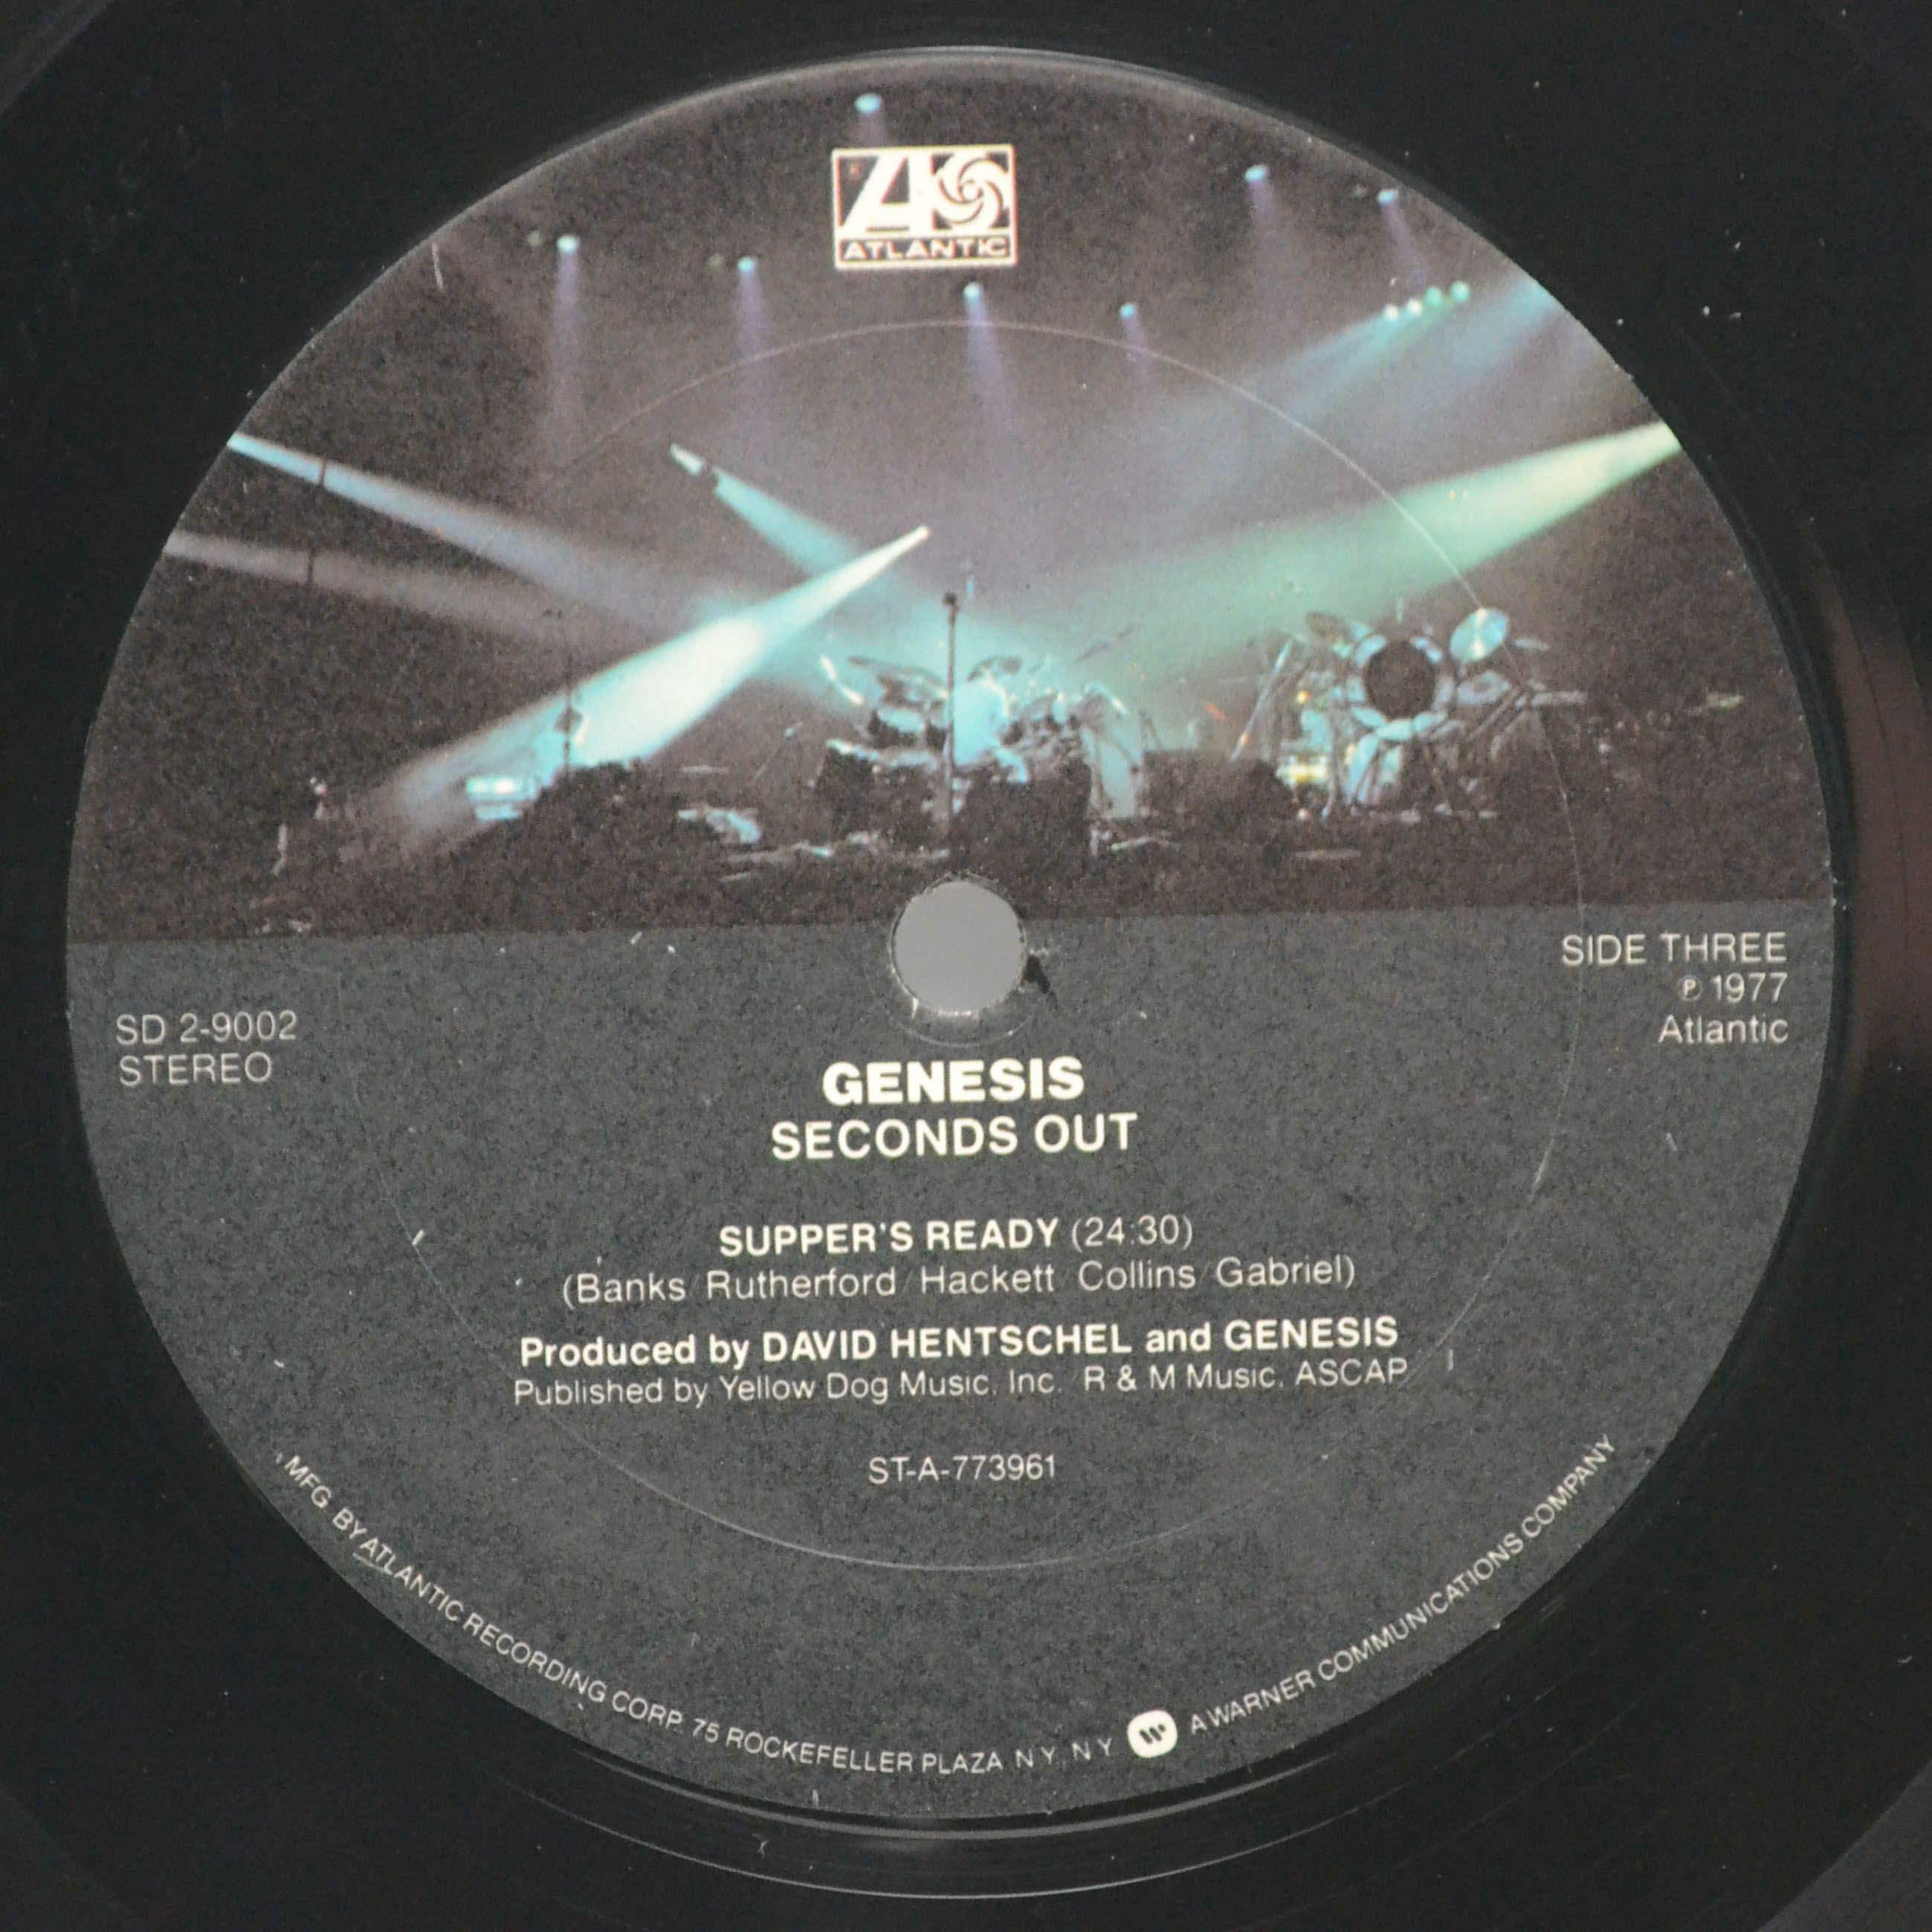 ATLANTIC
SIDE THREE
℗ 1977
Atlantic
SD 2-9002
STEREO
GENESIS
SECONDS OUT
SUPPER'S READY (24:30)
(Banks Rutherford Hackett Collins Gabriel)
Produced by DAVID HENTSCHEL and GENESIS
Published by Yellow Dog Music, Inc. R & M Music, ASCAP
ST-A-773961
MFG. BY ATLANTIC RECORDING CORP. 75 ROCKEFELLER PLAZA N Y, N Y W A WARNER COMMUNICATIONS COMPANY